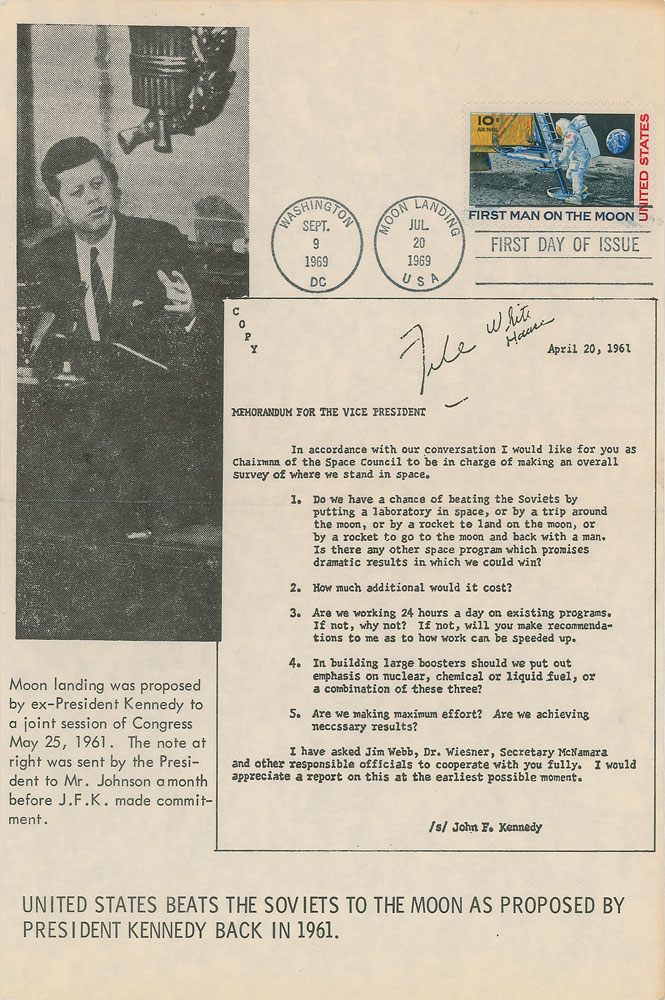 10c
AIR MAIL
UNITED STATES
FIRST MAN ON THE MOON
WASHINGTON
SEPT.
9
1969
DC
MOON LANDING
JUL
20
1969
USA
FIRST DAY OF ISSUE
COPY
File White
House
April 20, 1961
MEMORANDUM FOR THE VICE PRESIDENT
In accordance with our conversation I would like for you as
Chairman of the Space Council to be in charge of making an overall
survey of where we stand in space.
1. Do we have a chance of beating the Soviets by
putting a laboratory in space, or by a trip around
the moon, or by a rocket to land on the moon, or
by a rocket to go to the moon and back with a man.
Is there any other space program which promises
dramatic results in which we could win?
2. How much additional would it cost?
3. Are we working 24 hours a day on existing programs.
If not, why not? If not, will you make recommenda-
tions to me as to how work can be speeded up.
4. In building large boosters should we put out
emphasis on nuclear, chemical or liquid fuel, or
a combination of these three?
5. Are we making maximum effort? Are we achieving
necessary results?
I have asked Jim Webb, Dr. Wiesner, Secretary McNamara
and other responsible officials to cooperate with you fully. I would
appreciate a report on this at the earliest possible moment.
/s/ John F. Kennedy
Moon landing was proposed
by ex-President Kennedy to
a joint session of Congress
May 25, 1961. The note at
right was sent by the Presi-
dent to Mr. Johnson a month
before J.F.K. made commit-
ment.
UNITED STATES BEATS THE SOVIETS TO THE MOON AS PROPOSED BY
PRESIDENT KENNEDY BACK IN 1961.